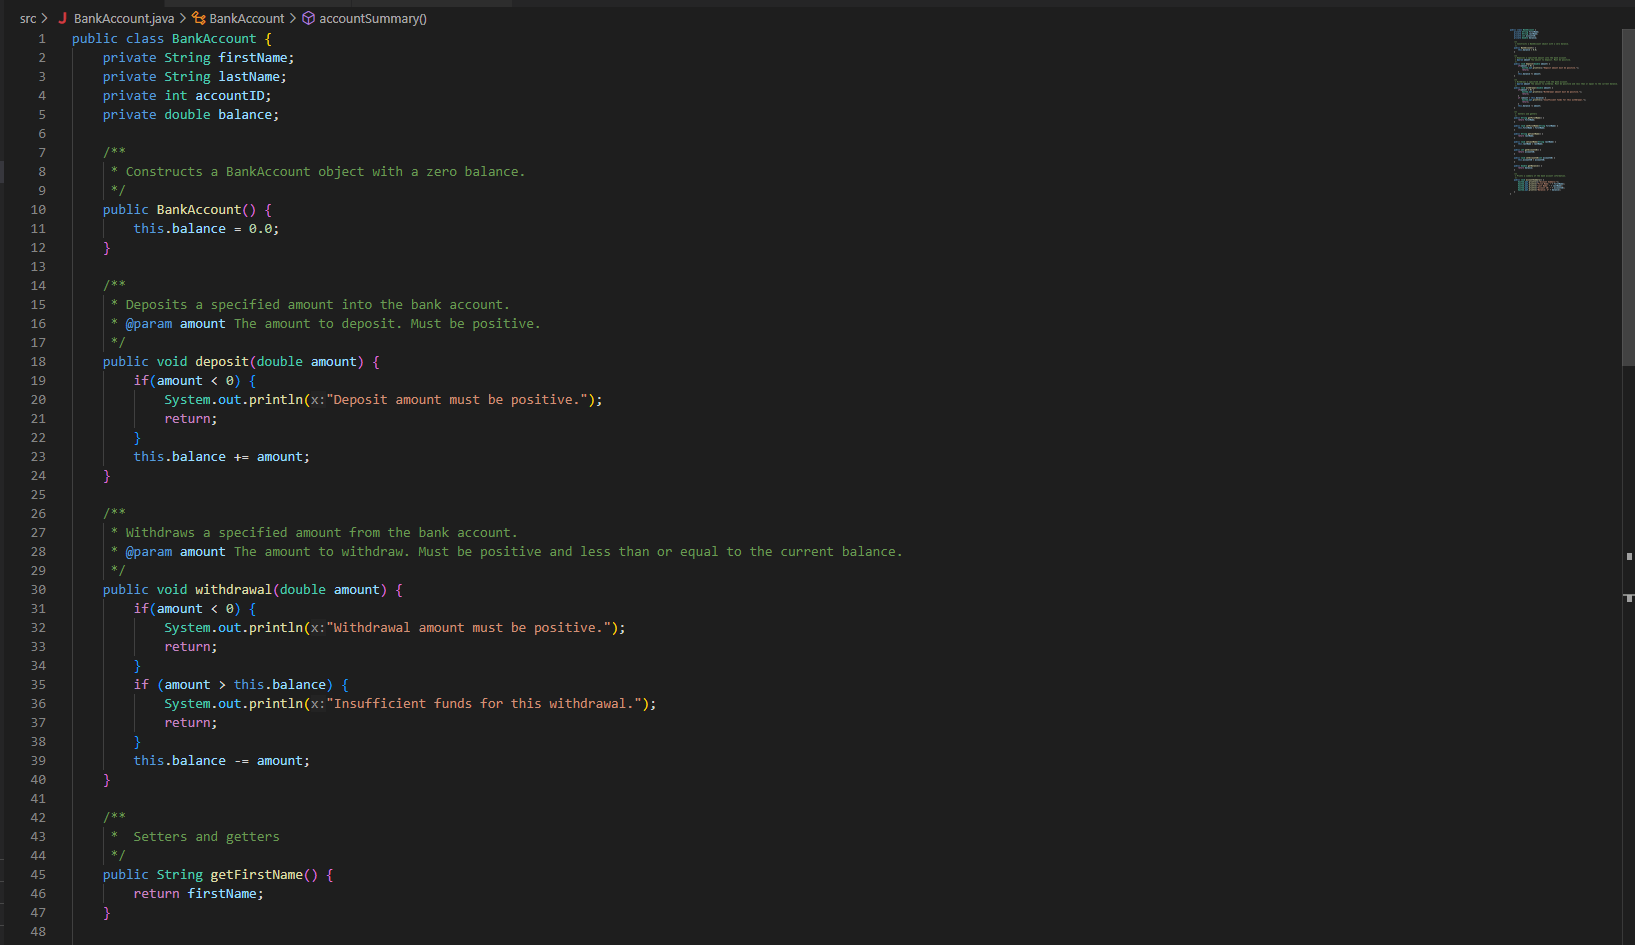 src > J BankAccount.java > BankAccount > accountSummary()
1 public class BankAccount {
2     private String firstName;
3     private String lastName;
4     private int accountID;
5     private double balance;
6
7     /**
8      * Constructs a BankAccount object with a zero balance.
9      */
10     public BankAccount() {
11         this.balance = 0.0;
12     }
13
14     /**
15      * Deposits a specified amount into the bank account.
16      * @param amount The amount to deposit. Must be positive.
17      */
18     public void deposit(double amount) {
19         if(amount < 0) {
20             System.out.println(x:"Deposit amount must be positive.");
21             return;
22         }
23         this.balance += amount;
24     }
25
26     /**
27      * Withdraws a specified amount from the bank account.
28      * @param amount The amount to withdraw. Must be positive and less than or equal to the current balance.
29      */
30     public void withdrawal(double amount) {
31         if(amount < 0) {
32             System.out.println(x:"Withdrawal amount must be positive.");
33             return;
34         }
35         if (amount > this.balance) {
36             System.out.println(x:"Insufficient funds for this withdrawal.");
37             return;
38         }
39         this.balance -= amount;
40     }
41
42     /**
43      *  Setters and getters
44      */
45     public String getFirstName() {
46         return firstName;
47     }
48